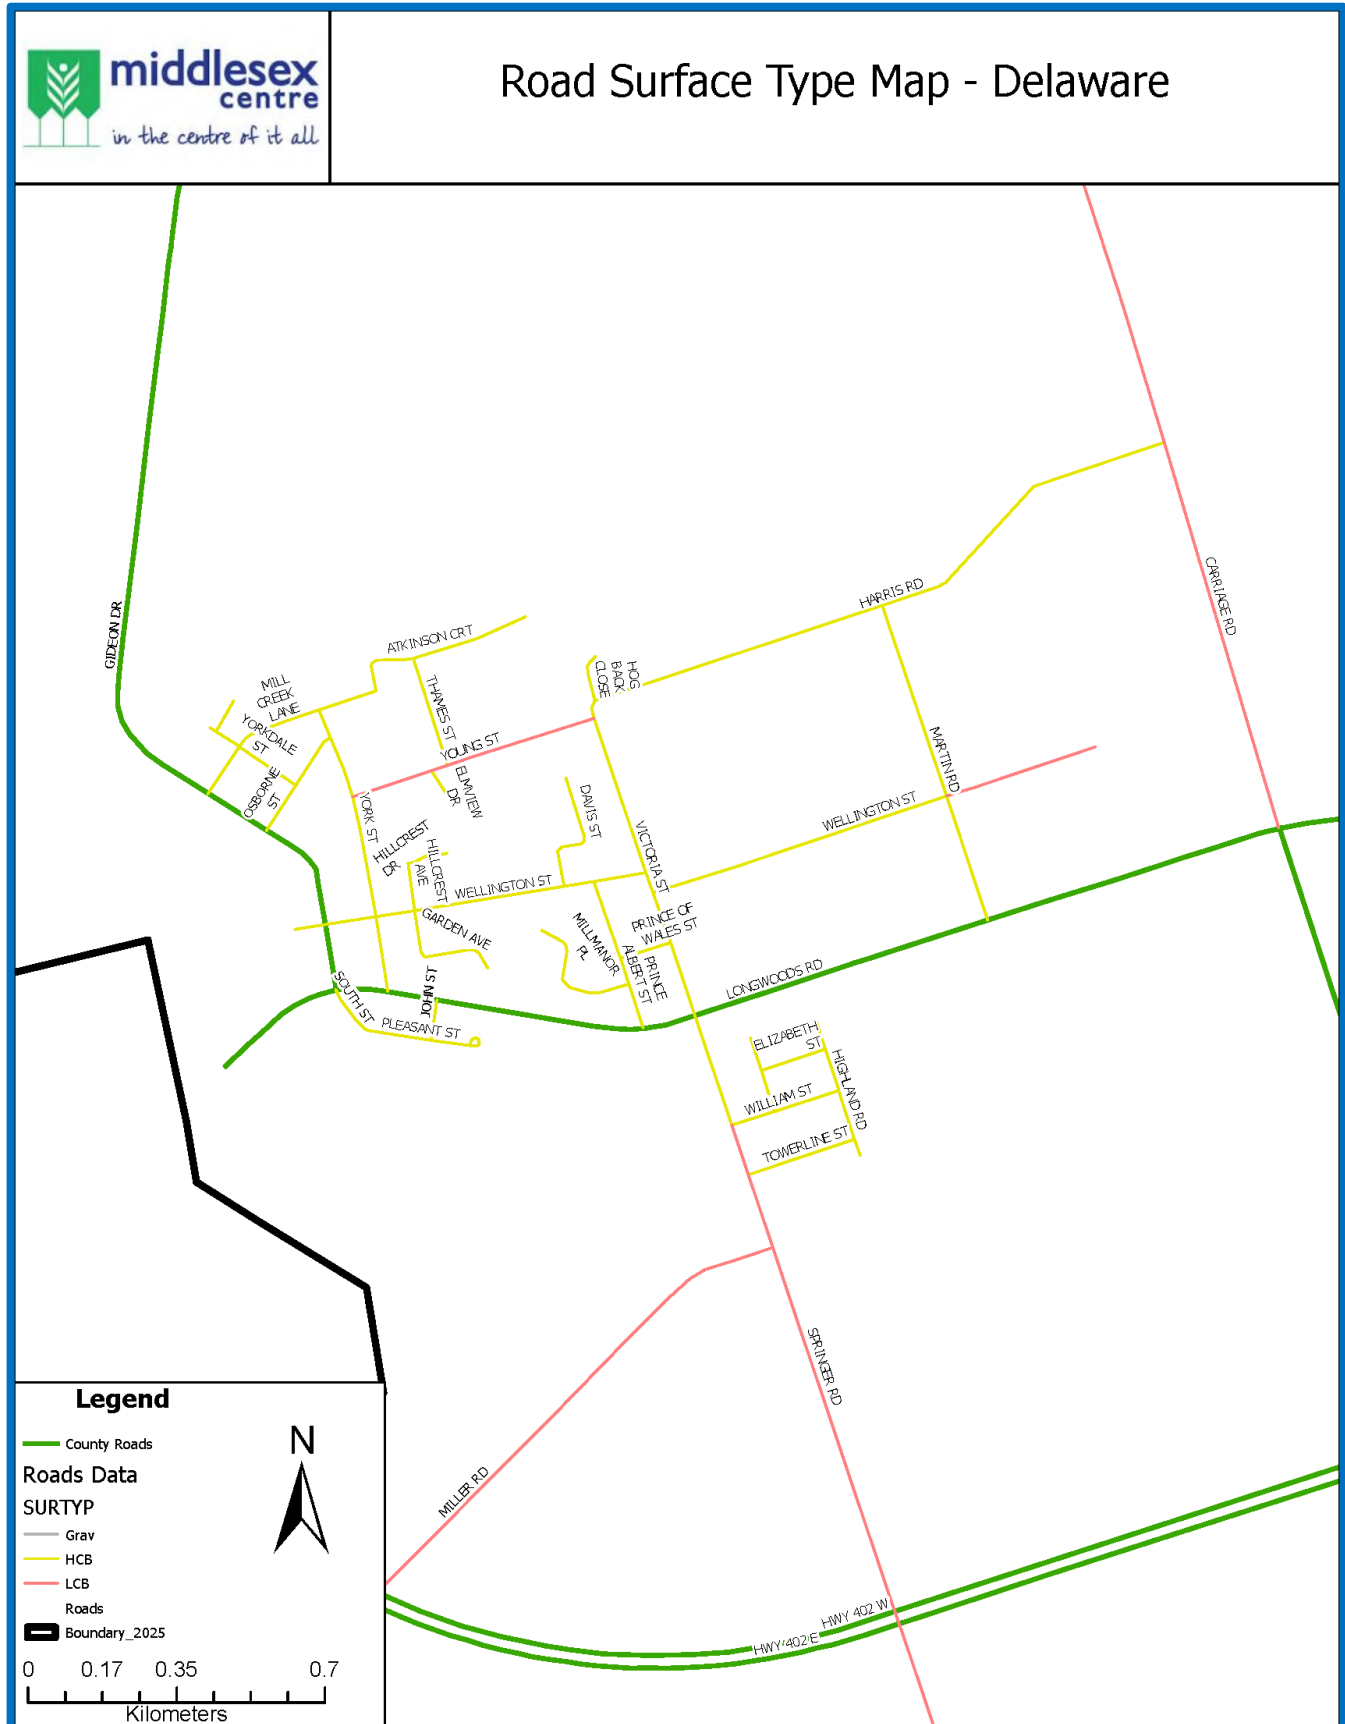 middlesex
centre
in the centre of it all
Road Surface Type Map - Delaware
GIDEON DR
CARRIAGE RD
HARRIS RD
ATKINSON CRT
HOG
BACK
CLOSE
MILL
CREEK
LANE
THAMES ST
YORKDALE
ST
YOUNG ST
MARTIN RD
OSBORNE
ST
ELMVIEW
DR
DAVIS ST
YORK ST
HILLCREST
DR
HILLCREST
AVE
VICTORIA ST
WELLINGTON ST
WELLINGTON ST
GARDEN AVE
MILLMANOR
PL
PRINCE OF
WALES ST
PRINCE
ALBERT ST
LONGWOODS RD
SOUTH ST
JOHN ST
PLEASANT ST
ELIZABETH
ST
HIGHLAND RD
WILLIAM ST
TOWERLINE ST
SPRINGER RD
MILLER RD
HWY 402 W
HWY 402 E
Legend
County Roads
N
Roads Data
SURTYP
Grav
HCB
LCB
Roads
Boundary_2025
0 0.17 0.35 0.7
Kilometers